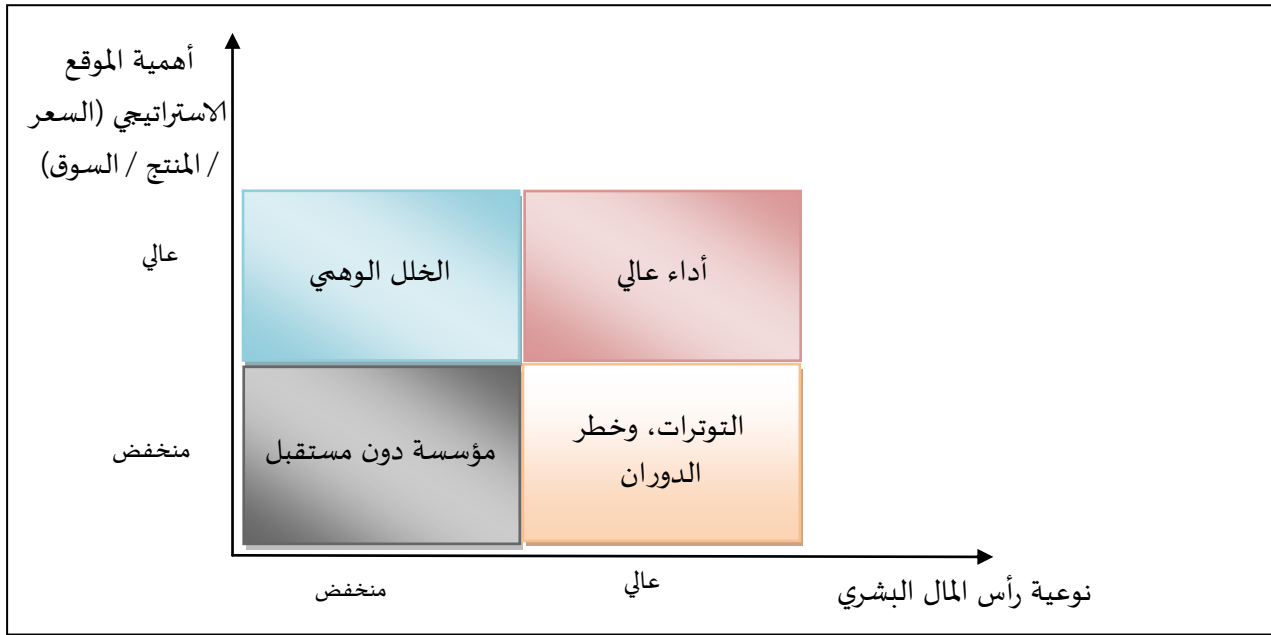 أهمية الموقع
الاستراتيجي (السعر
/ المنتج / السوق)
عالي
الخلل الوهمي
أداء عالي
منخفض
مؤسسة دون مستقبل
التوترات، وخطر
الدوران
منخفض
عالي
نوعية رأس المال البشري